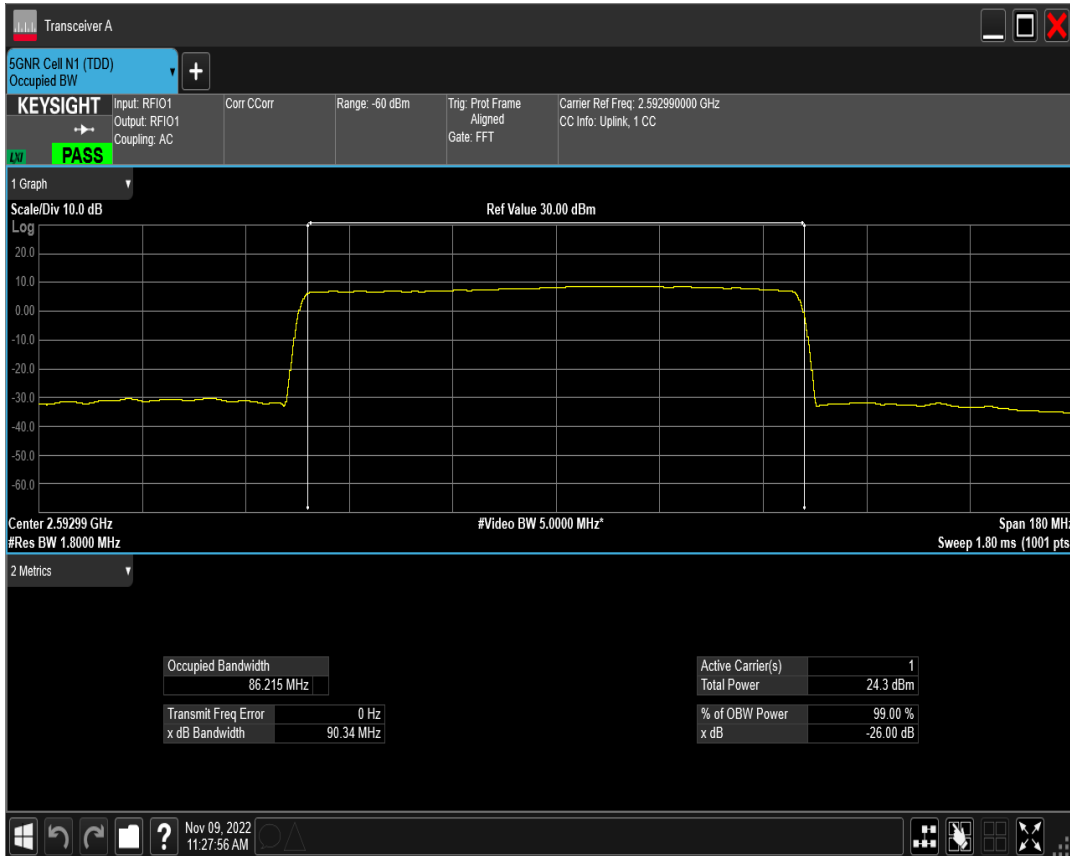 Transceiver A
5GNR Cell N1 (TDD)
Occupied BW
+
KEYSIGHT
LXI
PASS
Input: RFIO1
Output: RFIO1
Coupling: AC
Corr CCorr
Range: -60 dBm
Trig: Prot Frame
Aligned
Gate: FFT
Carrier Ref Freq: 2.592990000 GHz
CC Info: Uplink, 1 CC
1 Graph
Scale/Div 10.0 dB
Ref Value 30.00 dBm
Log
20.0
10.0
0.00
-10.0
-20.0
-30.0
-40.0
-50.0
-60.0
Center 2.59299 GHz
#Video BW 5.0000 MHz*
Span 180 MHz
#Res BW 1.8000 MHz
Sweep 1.80 ms (1001 pts
2 Metrics
Occupied Bandwidth
86.215 MHz
Transmit Freq Error 0 Hz
x dB Bandwidth 90.34 MHz
Active Carrier(s) 1
Total Power 24.3 dBm
% of OBW Power 99.00 %
x dB -26.00 dB
?
Nov 09, 2022
11:27:56 AM